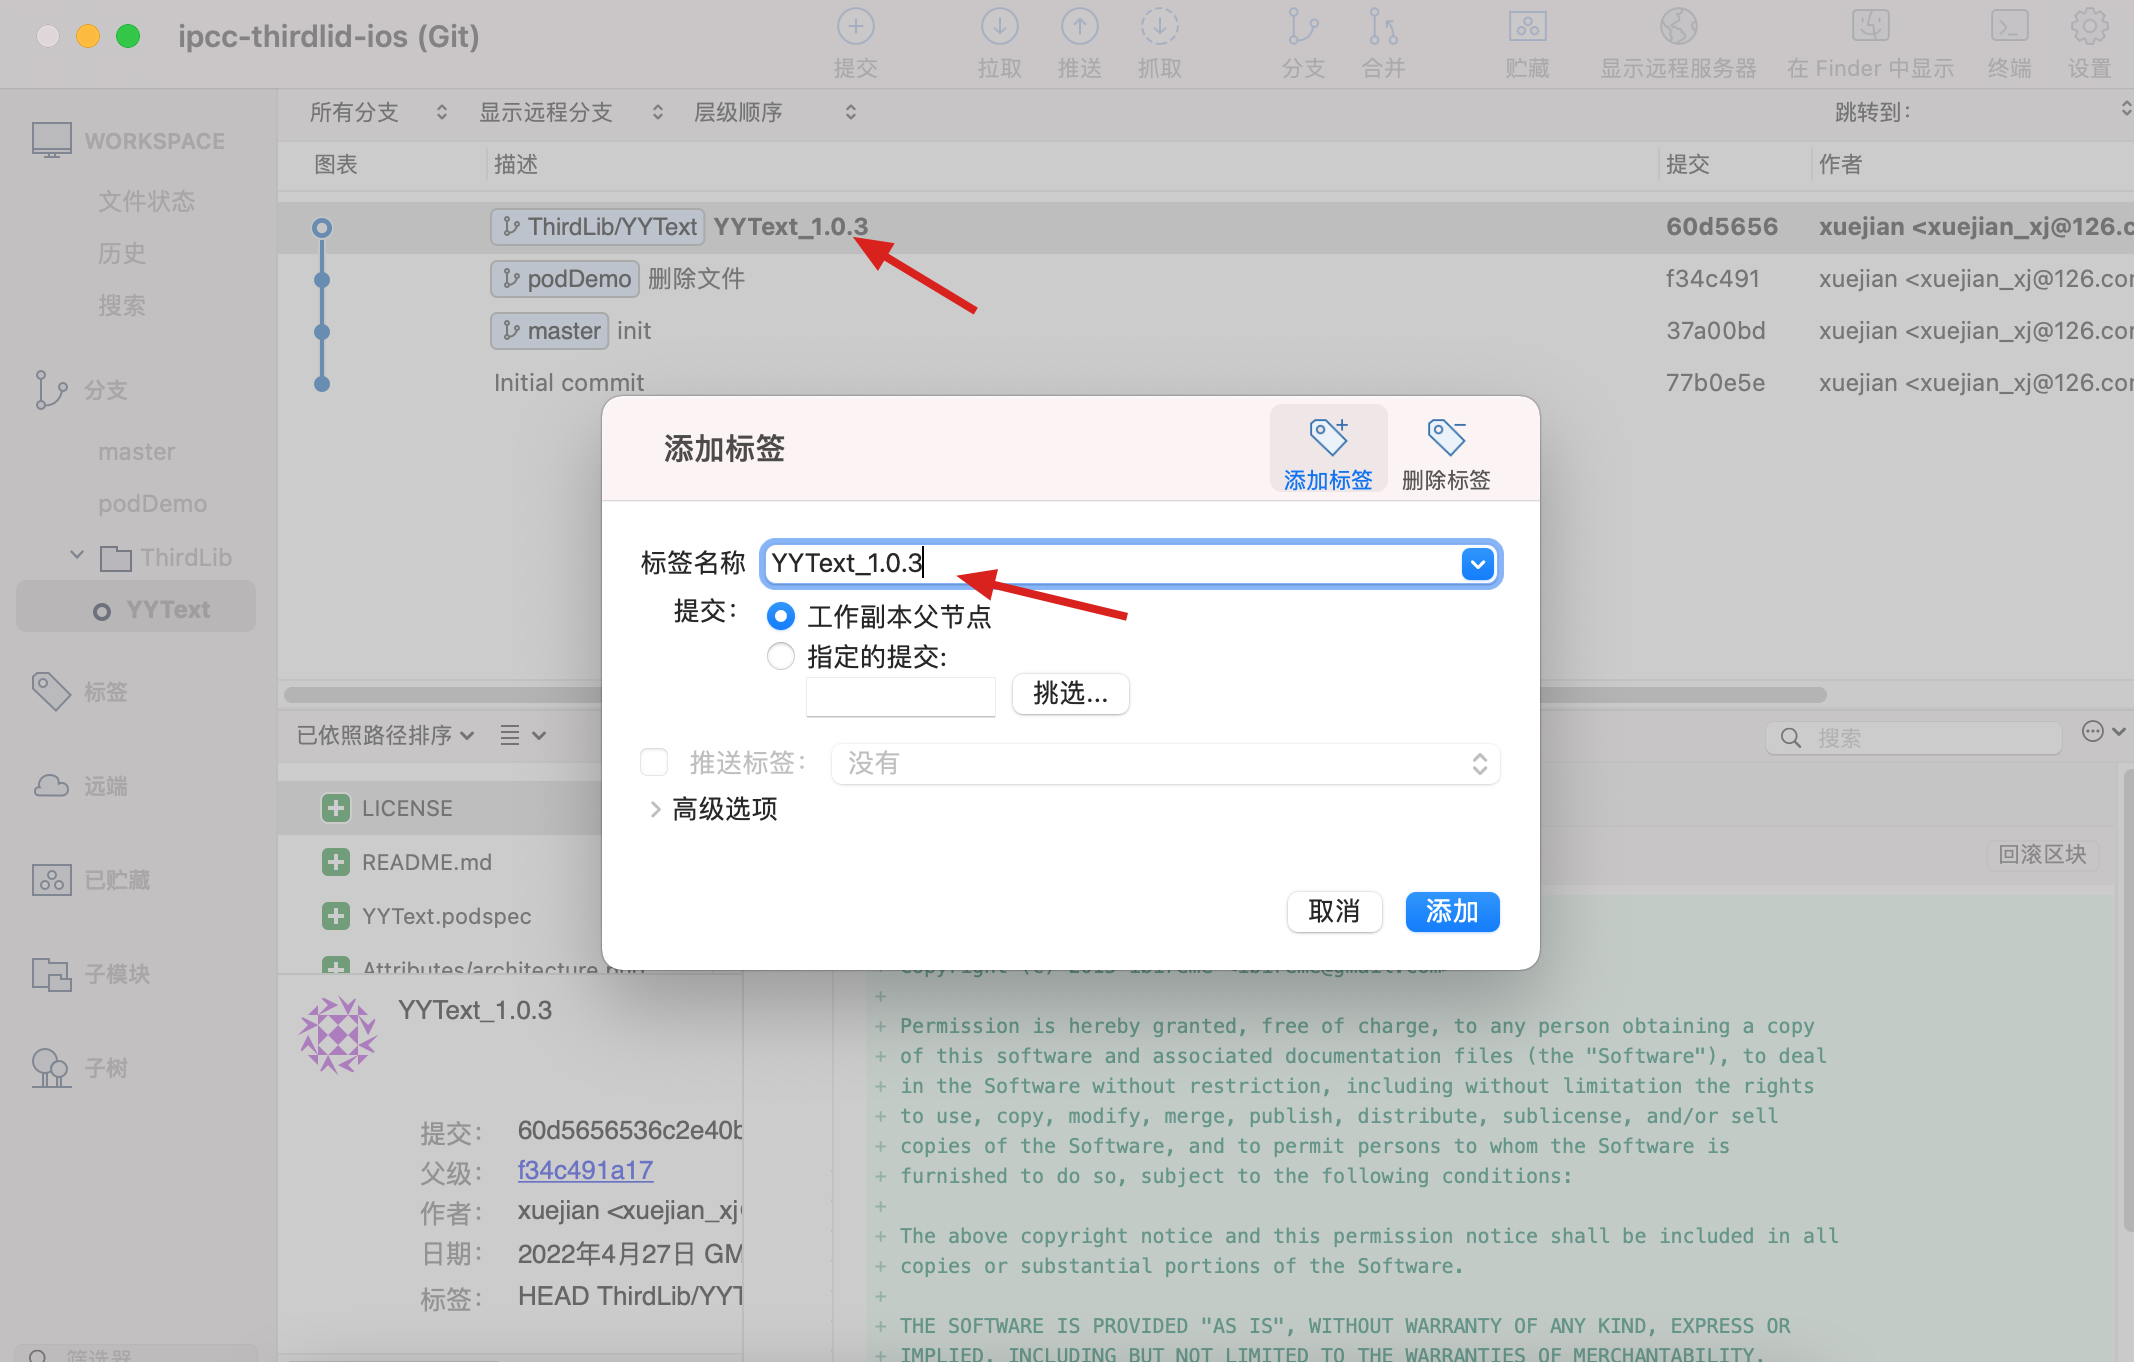 ipcc-thirdlid-ios (Git)
提交
拉取
推送
抓取
分支
合并
贮藏
显示远程服务器
在 Finder 中显示
终端
设置
WORKSPACE
文件状态
历史
搜索
分支
master
podDemo
ThirdLib
YYText
标签
远端
已贮藏
子模块
子树
筛选器
所有分支
显示远程分支
层级顺序
跳转到：
图表
描述
提交
作者
ThirdLib/YYText YYText_1.0.3 60d5656 xuejian <xuejian_xj@126.c
podDemo 删除文件 f34c491 xuejian <xuejian_xj@126.cor
master init 37a00bd xuejian <xuejian_xj@126.cor
Initial commit 77b0e5e xuejian <xuejian_xj@126.cor
添加标签
添加标签
删除标签
标签名称 YYText_1.0.3
提交：
工作副本父节点
指定的提交:
挑选...
推送标签： 没有
高级选项
取消
添加
已依照路径排序
搜索
LICENSE
README.md
YYText.podspec
Attributes/architecture.png
回滚区块
YYText_1.0.3
提交： 60d5656536c2e40b
父级： f34c491a17
作者： xuejian <xuejian_xj
日期： 2022年4月27日 GM
标签： HEAD ThirdLib/YYT
+ Copyright (c) 2015 ibireme <ibireme@gmail.com>
+
+ Permission is hereby granted, free of charge, to any person obtaining a copy
+ of this software and associated documentation files (the "Software"), to deal
+ in the Software without restriction, including without limitation the rights
+ to use, copy, modify, merge, publish, distribute, sublicense, and/or sell
+ copies of the Software, and to permit persons to whom the Software is
+ furnished to do so, subject to the following conditions:
+
+ The above copyright notice and this permission notice shall be included in all
+ copies or substantial portions of the Software.
+
+ THE SOFTWARE IS PROVIDED "AS IS", WITHOUT WARRANTY OF ANY KIND, EXPRESS OR
+ IMPLIED, INCLUDING BUT NOT LIMITED TO THE WARRANTIES OF MERCHANTABILITY,